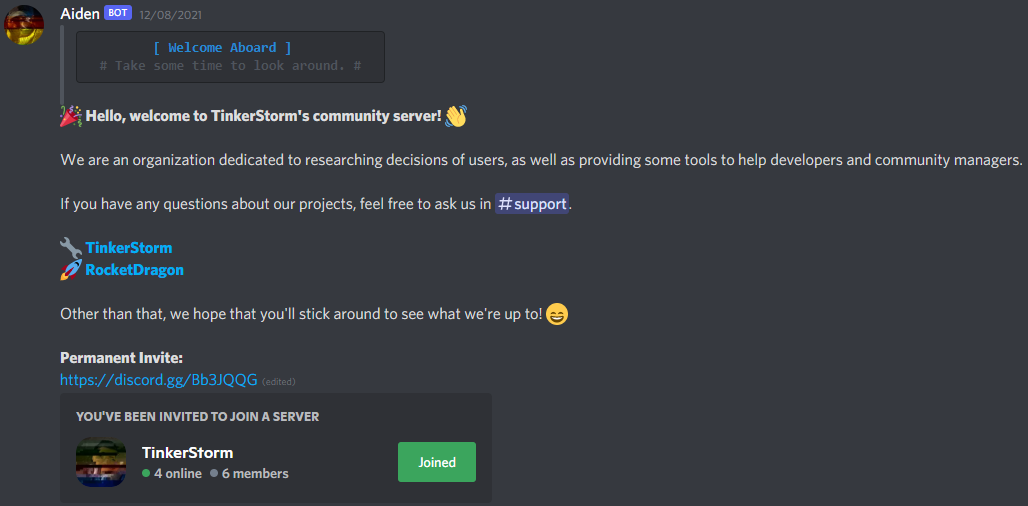 Aiden BOT 12/08/2021
[ Welcome Aboard ]
# Take some time to look around. #
🎉 Hello, welcome to TinkerStorm's community server! 👋
We are an organization dedicated to researching decisions of users, as well as providing some tools to help developers and community managers.
If you have any questions about our projects, feel free to ask us in #support.
🔧 TinkerStorm
🚀 RocketDragon
Other than that, we hope that you'll stick around to see what we're up to! 😄
Permanent Invite:
https://discord.gg/Bb3JQQG (edited)
YOU'VE BEEN INVITED TO JOIN A SERVER
TinkerStorm
4 online 6 members
Joined